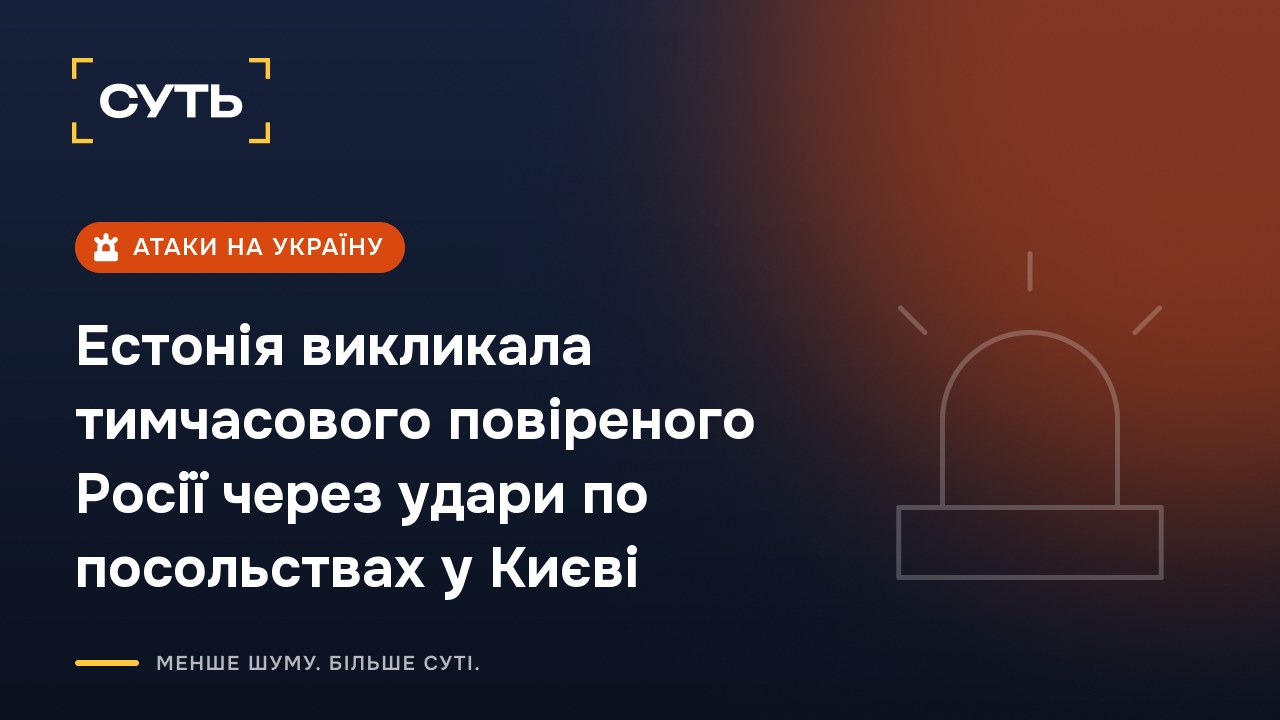 СУТЬ
АТАКИ НА УКРАЇНУ
Естонія викликала
тимчасового повіреного
Росії через удари по
посольствах у Києві
МЕНШЕ ШУМУ. БІЛЬШЕ СУТІ.